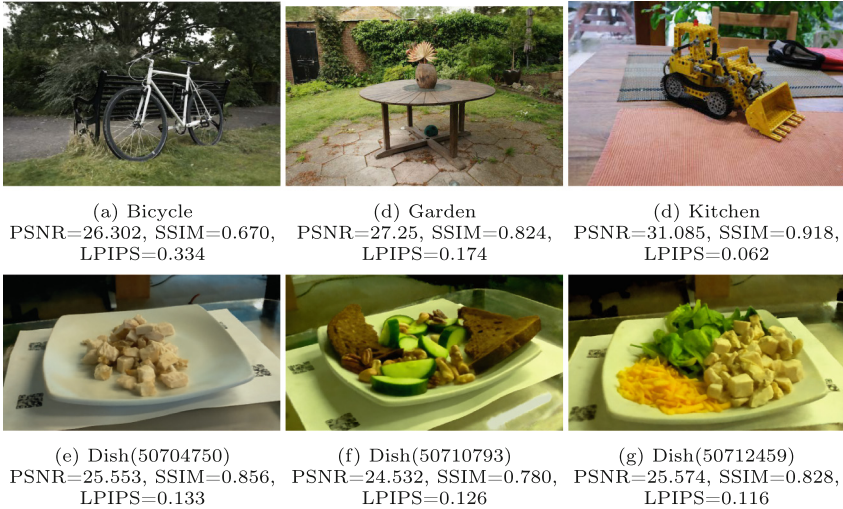 (a) Bicycle
PSNR=26.302, SSIM=0.670,
LPIPS=0.334
(d) Garden
PSNR=27.25, SSIM=0.824,
LPIPS=0.174
(d) Kitchen
PSNR=31.085, SSIM=0.918,
LPIPS=0.062
(e) Dish(50704750)
PSNR=25.553, SSIM=0.856,
LPIPS=0.133
(f) Dish(50710793)
PSNR=24.532, SSIM=0.780,
LPIPS=0.126
(g) Dish(50712459)
PSNR=25.574, SSIM=0.828,
LPIPS=0.116